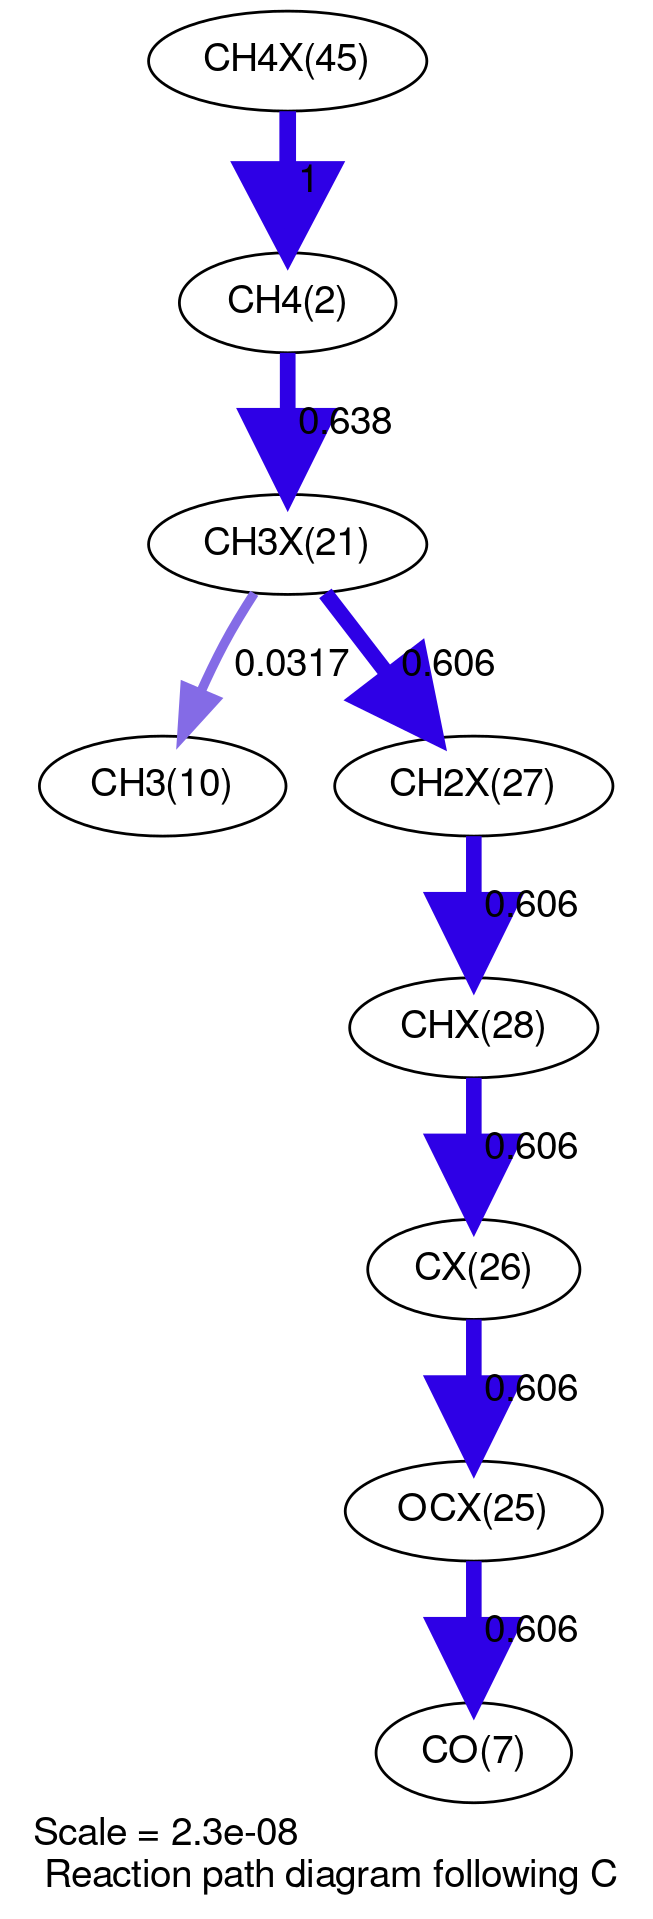 CH4X(45)
1
CH4(2)
0.638
CH3X(21)
0.0317
0.606
CH3(10)
CH2X(27)
0.606
CHX(28)
0.606
CX(26)
0.606
OCX(25)
0.606
CO(7)
Scale = 2.3e-08
Reaction path diagram following C